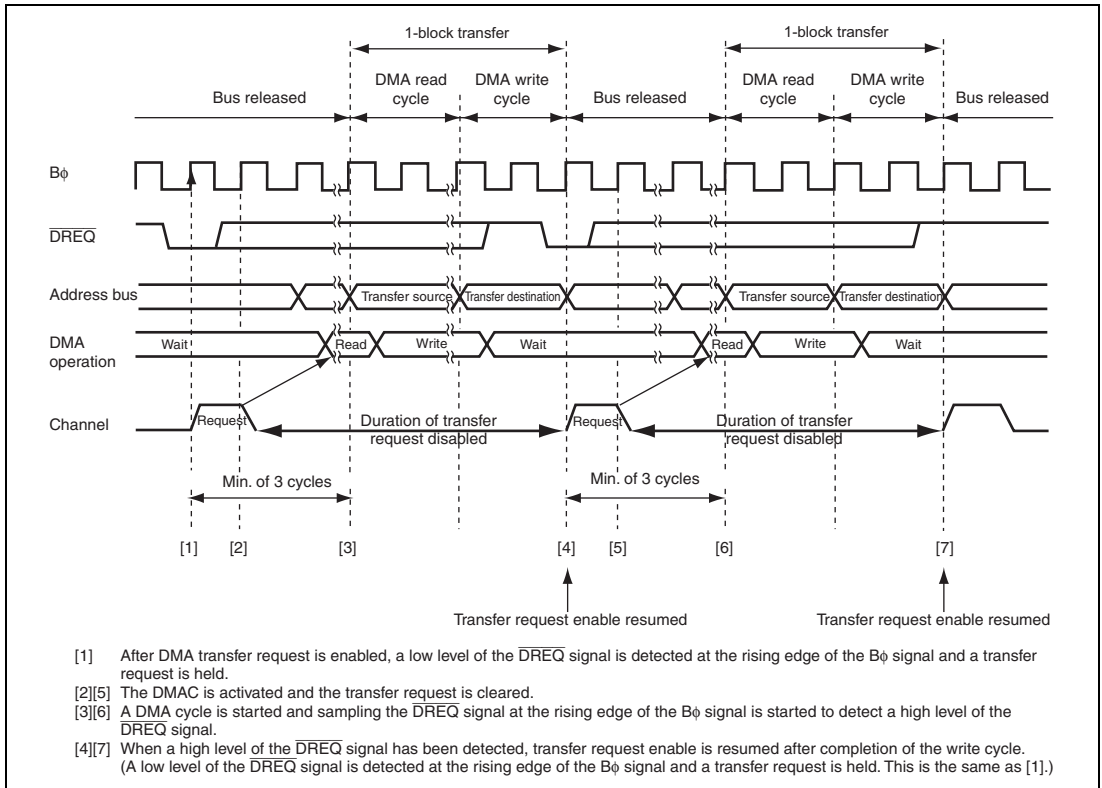 1-block transfer 1-block transfer
DMA read cycle DMA write cycle DMA read cycle DMA write cycle
Bus released Bus released Bus released
Bϕ
DREQ
Address bus Transfer source Transfer destination Transfer source Transfer destination
DMA operation Wait Read Write Wait Read Write Wait
Channel Request Duration of transfer request disabled Request Duration of transfer request disabled
Min. of 3 cycles Min. of 3 cycles
[1] [2] [3] [4] [5] [6] [7]
Transfer request enable resumed Transfer request enable resumed
[1] After DMA transfer request is enabled, a low level of the DREQ signal is detected at the rising edge of the Bϕ signal and a transfer
request is held.
[2][5] The DMAC is activated and the transfer request is cleared.
[3][6] A DMA cycle is started and sampling the DREQ signal at the rising edge of the Bϕ signal is started to detect a high level of the
DREQ signal.
[4][7] When a high level of the DREQ signal has been detected, transfer request enable is resumed after completion of the write cycle.
(A low level of the DREQ signal is detected at the rising edge of the Bϕ signal and a transfer request is held. This is the same as [1].)